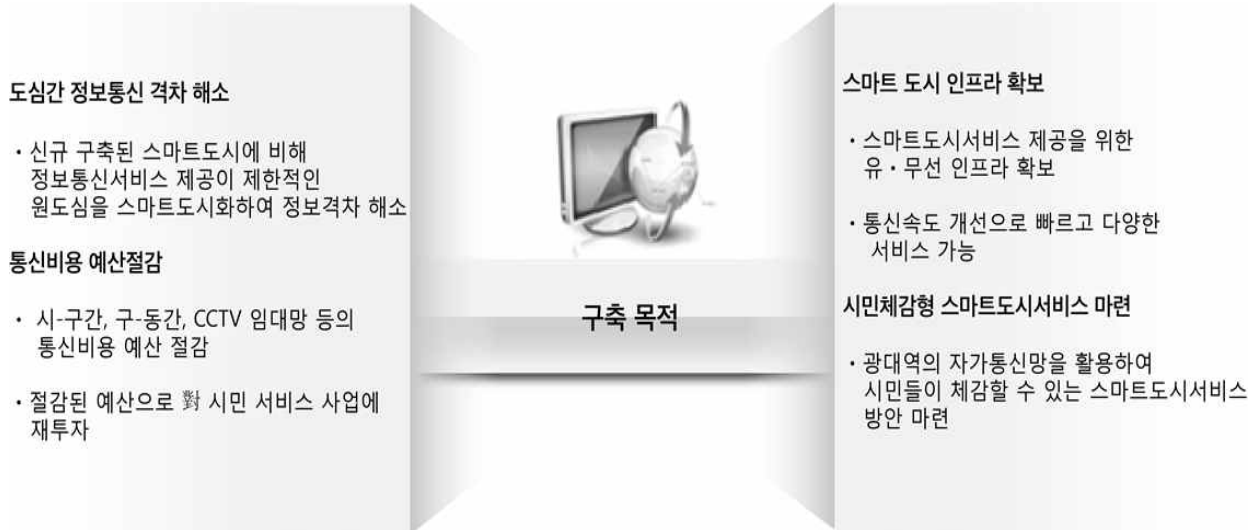 도심간 정보통신 격차 해소
・신규 구축된 스마트도시에 비해
정보통신서비스 제공이 제한적인
원도심을 스마트도시화하여 정보격차 해소
통신비용 예산절감
・ 시-구간, 구-동간, CCTV 임대망 등의
통신비용 예산 절감
・절감된 예산으로 對 시민 서비스 사업에
재투자
구축 목적
스마트 도시 인프라 확보
・스마트도시서비스 제공을 위한
유・무선 인프라 확보
・통신속도 개선으로 빠르고 다양한
서비스 가능
시민체감형 스마트도시서비스 마련
・광대역의 자가통신망을 활용하여
시민들이 체감할 수 있는 스마트도시서비스
방안 마련